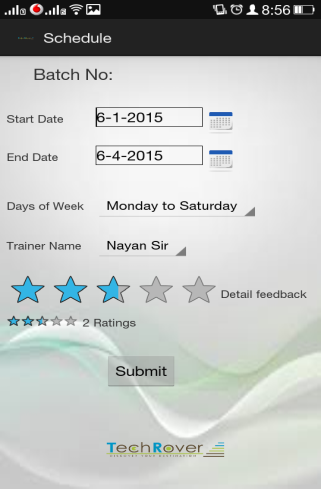 8:56
Schedule
Batch No:
Start Date 6-1-2015
End Date 6-4-2015
Days of Week Monday to Saturday
Trainer Name Nayan Sir
Detail feedback
2 Ratings
Submit
TechRover